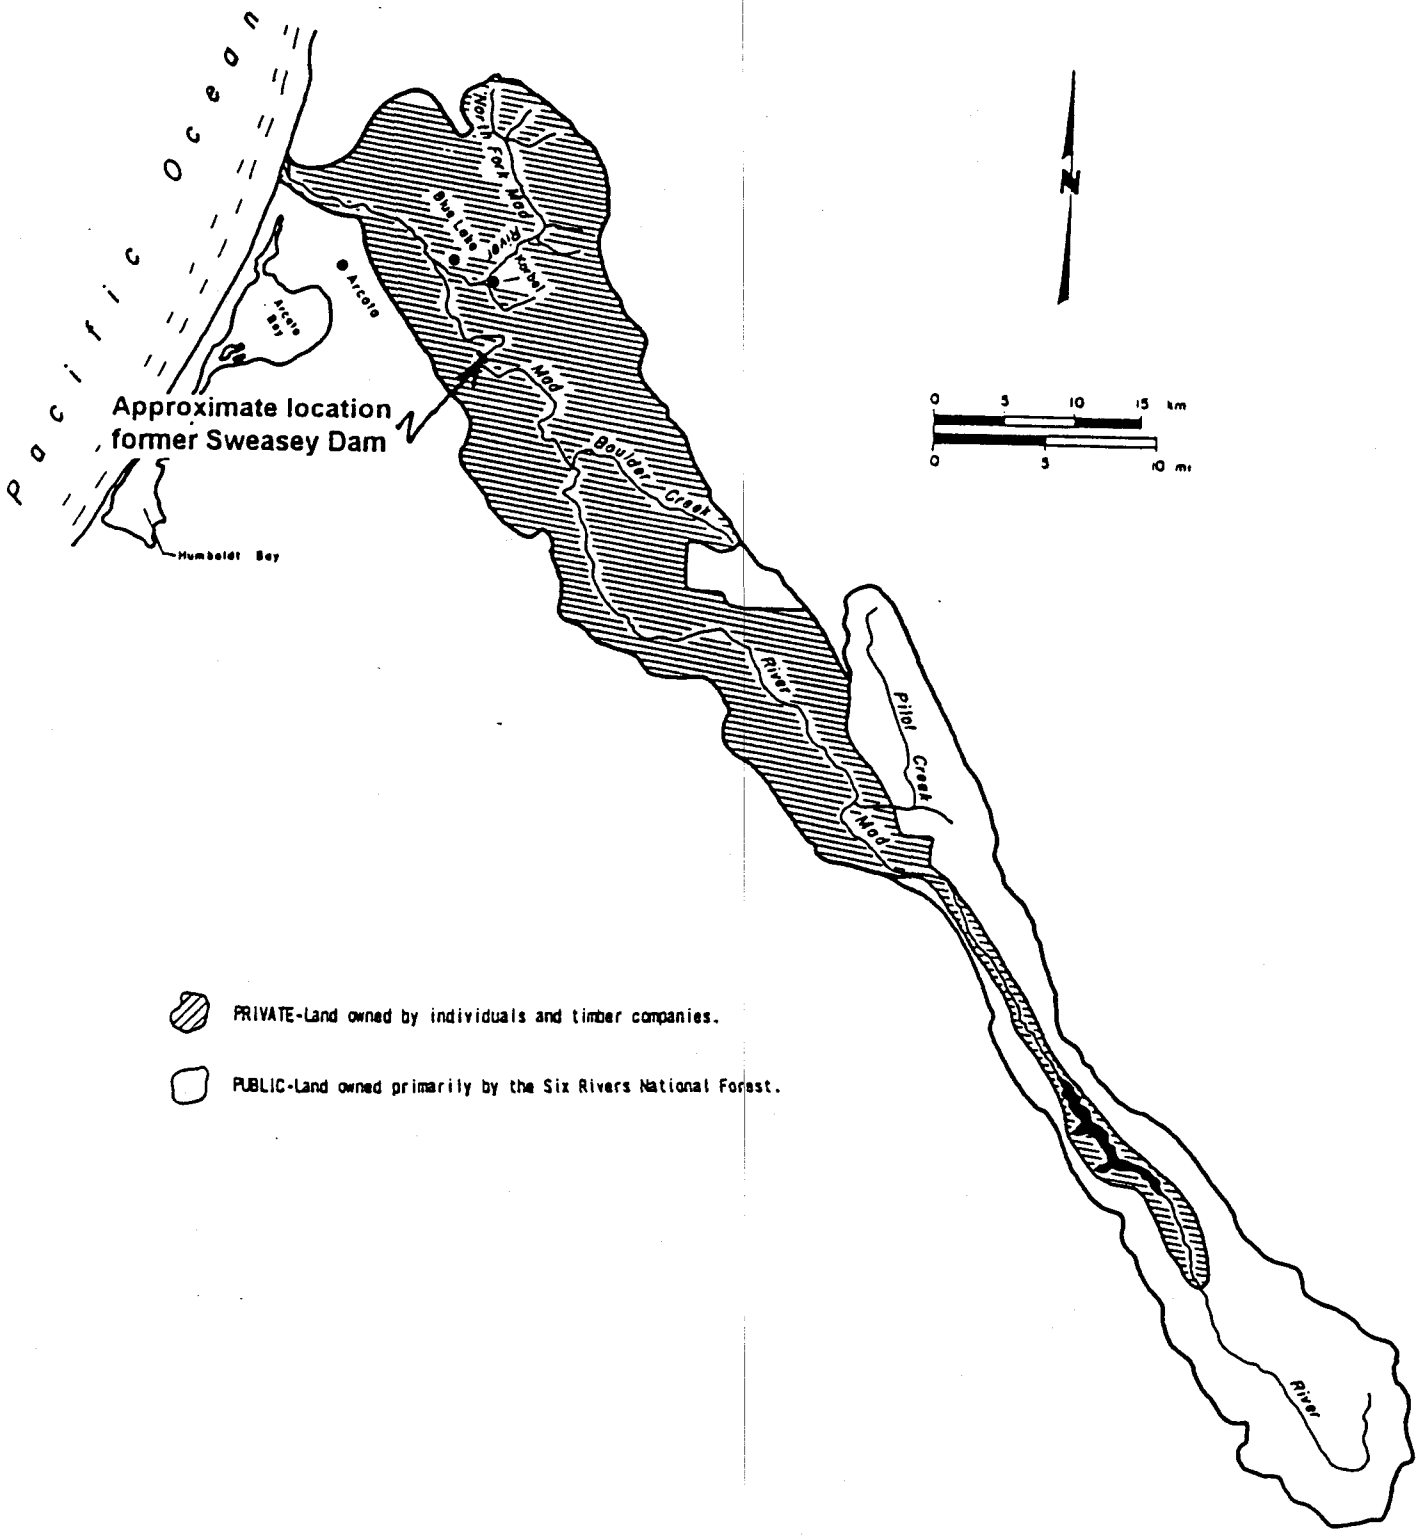 Pacific Ocean
North Fork Mad River
Blue Lake
Korbel
Arcata
Arcata Bay
N
0 5 10 15 km
0 5 10 mi
Approximate location
former Sweasey Dam
Mad
Boulder Creek
Humboldt Bay
River
Pilot Creek
Mad
PRIVATE-Land owned by individuals and timber companies.
PUBLIC-Land owned primarily by the Six Rivers National Forest.
River